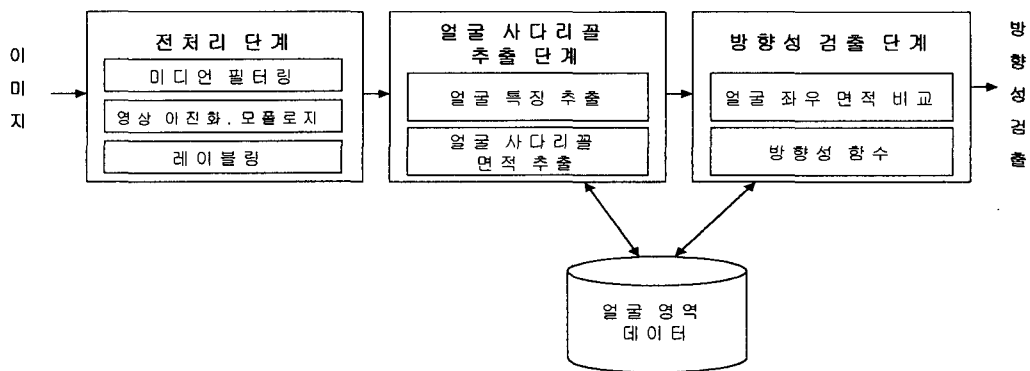 이미지
전처리 단계
미디언 필터링
영상 이진화, 모폴로지
레이블링
얼굴 사다리꼴
추출 단계
얼굴 특징 추출
얼굴 사다리꼴
면적 추출
방향성 검출 단계
얼굴 좌우 면적 비교
방향성 함수
방향성검출
얼굴 영역
데이터